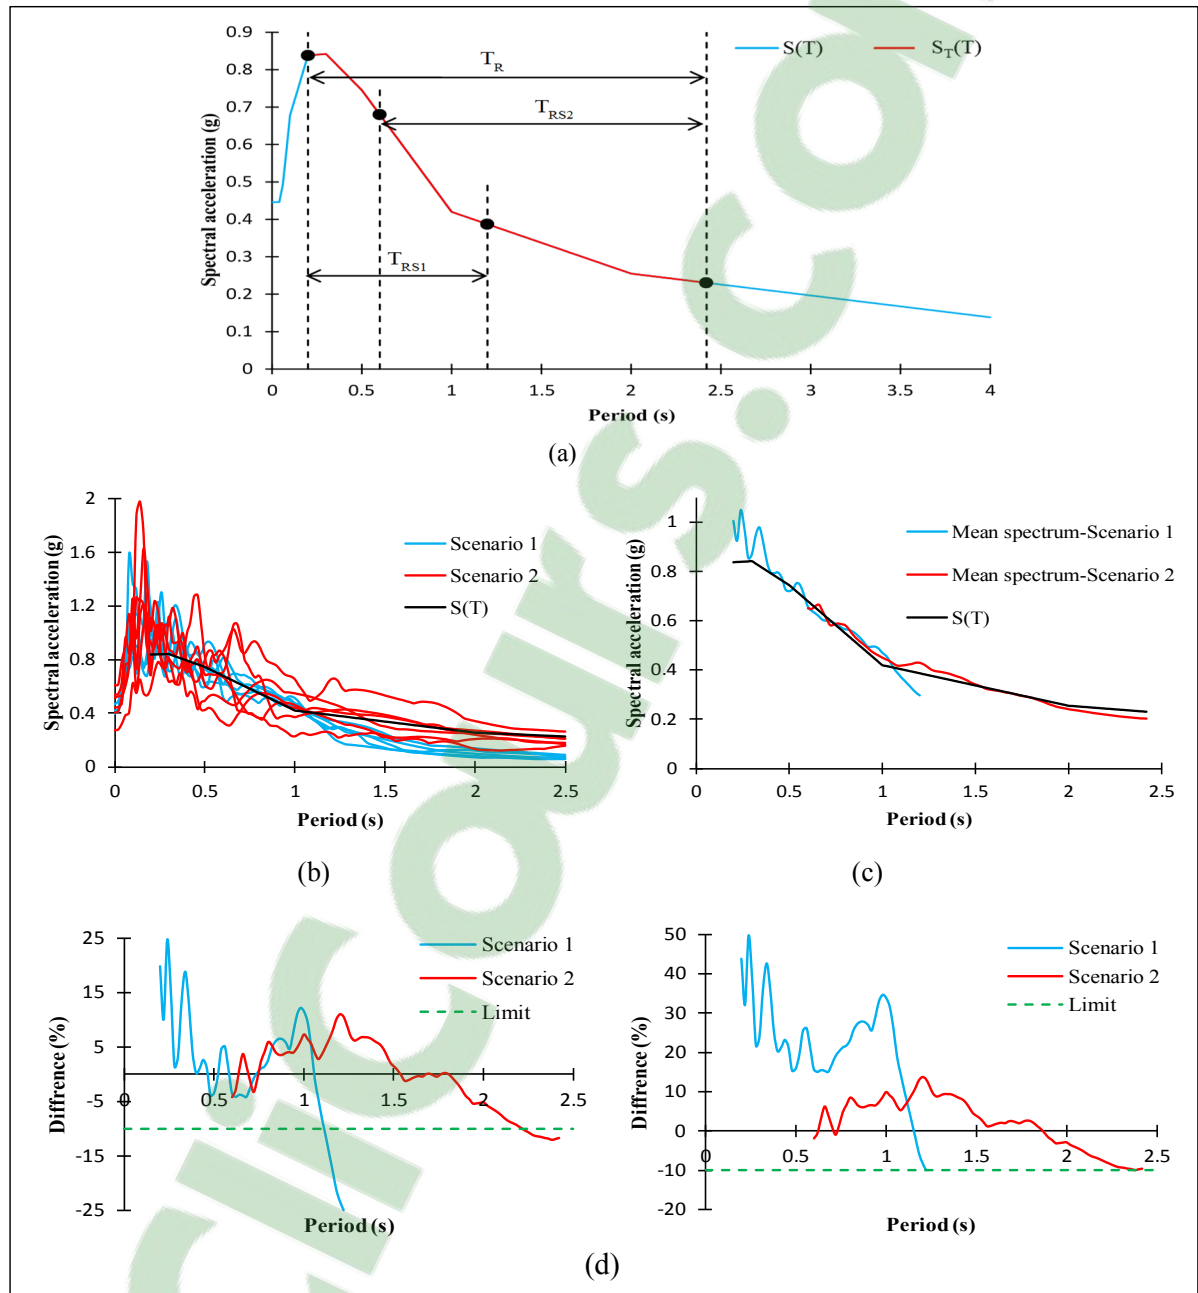 0.9
0.8
0.7
0.6
0.5
0.4
0.3
0.2
0.1
0
Spectral acceleration (g)
S(T) S_T(T)
T_R
T_RS2
T_RS1
0 0.5 1 1.5 2 2.5 3 3.5 4
Period (s)
(a)
2
1.6
1.2
0.8
0.4
0
Spectral acceleration (g)
Scenario 1
Scenario 2
S(T)
0 0.5 1 1.5 2 2.5
Period (s)
(b)
1
0.8
0.6
0.4
0.2
0
Spectral acceleration (g)
Mean spectrum-Scenario 1
Mean spectrum-Scenario 2
S(T)
0 0.5 1 1.5 2 2.5
Period (s)
(c)
25
15
5
-5
-15
-25
Diffrence (%)
Scenario 1
Scenario 2
Limit
0 0.5 1 1.5 2 2.5
Period (s)
50
40
30
20
10
0
-10
-20
Diffrence (%)
Scenario 1
Scenario 2
Limit
0 0.5 1 1.5 2 2.5
Period (s)
(d)